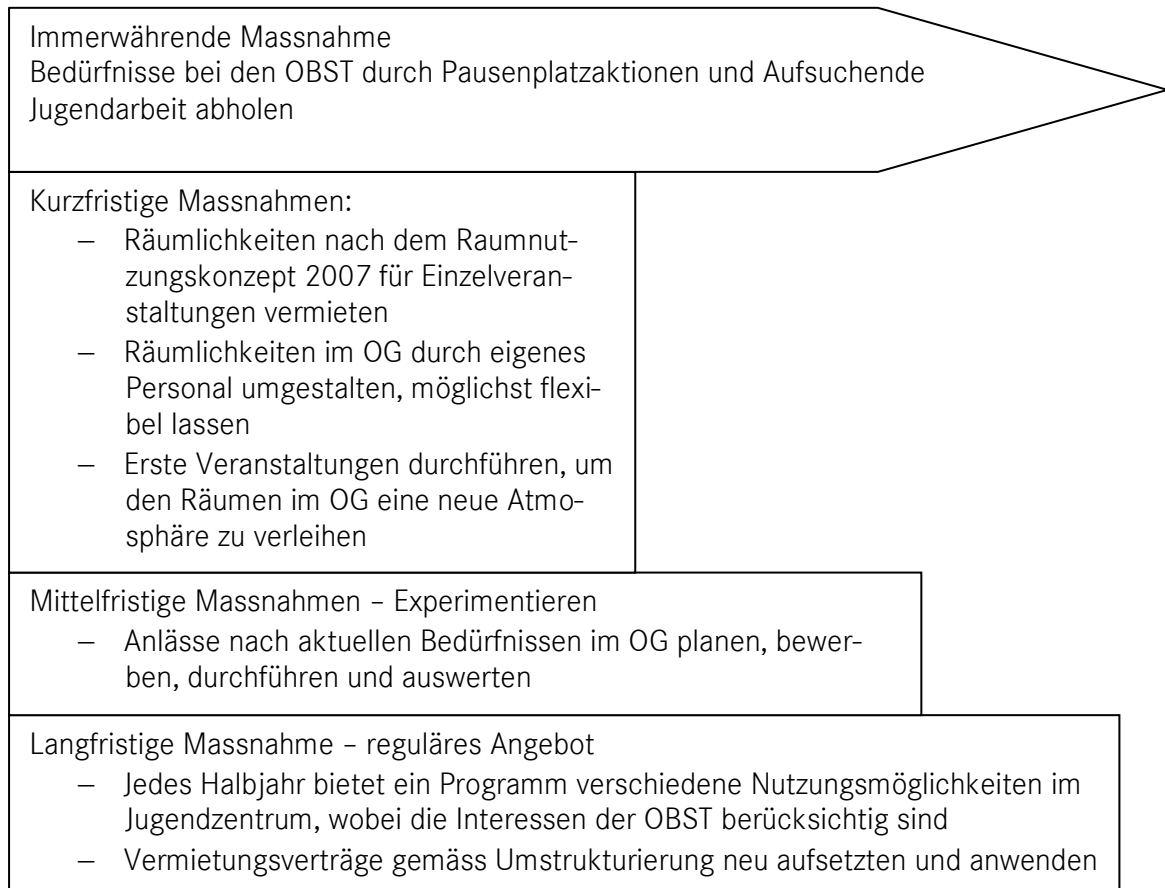 Immerwährende Massnahme
Bedürfnisse bei den OBST durch Pausenplatzaktionen und Aufsuchende
Jugendarbeit abholen
Kurzfristige Massnahmen:
– Räumlichkeiten nach dem Raumnut-
zungskonzept 2007 für Einzelveran-
staltungen vermieten
– Räumlichkeiten im OG durch eigenes
Personal umgestalten, möglichst flexi-
bel lassen
– Erste Veranstaltungen durchführen, um
den Räumen im OG eine neue Atmo-
sphäre zu verleihen
Mittelfristige Massnahmen – Experimentieren
– Anlässe nach aktuellen Bedürfnissen im OG planen, bewer-
ben, durchführen und auswerten
Langfristige Massnahme – reguläres Angebot
– Jedes Halbjahr bietet ein Programm verschiedene Nutzungsmöglichkeiten im
Jugendzentrum, wobei die Interessen der OBST berücksichtig sind
– Vermietungsverträge gemäss Umstrukturierung neu aufsetzten und anwenden